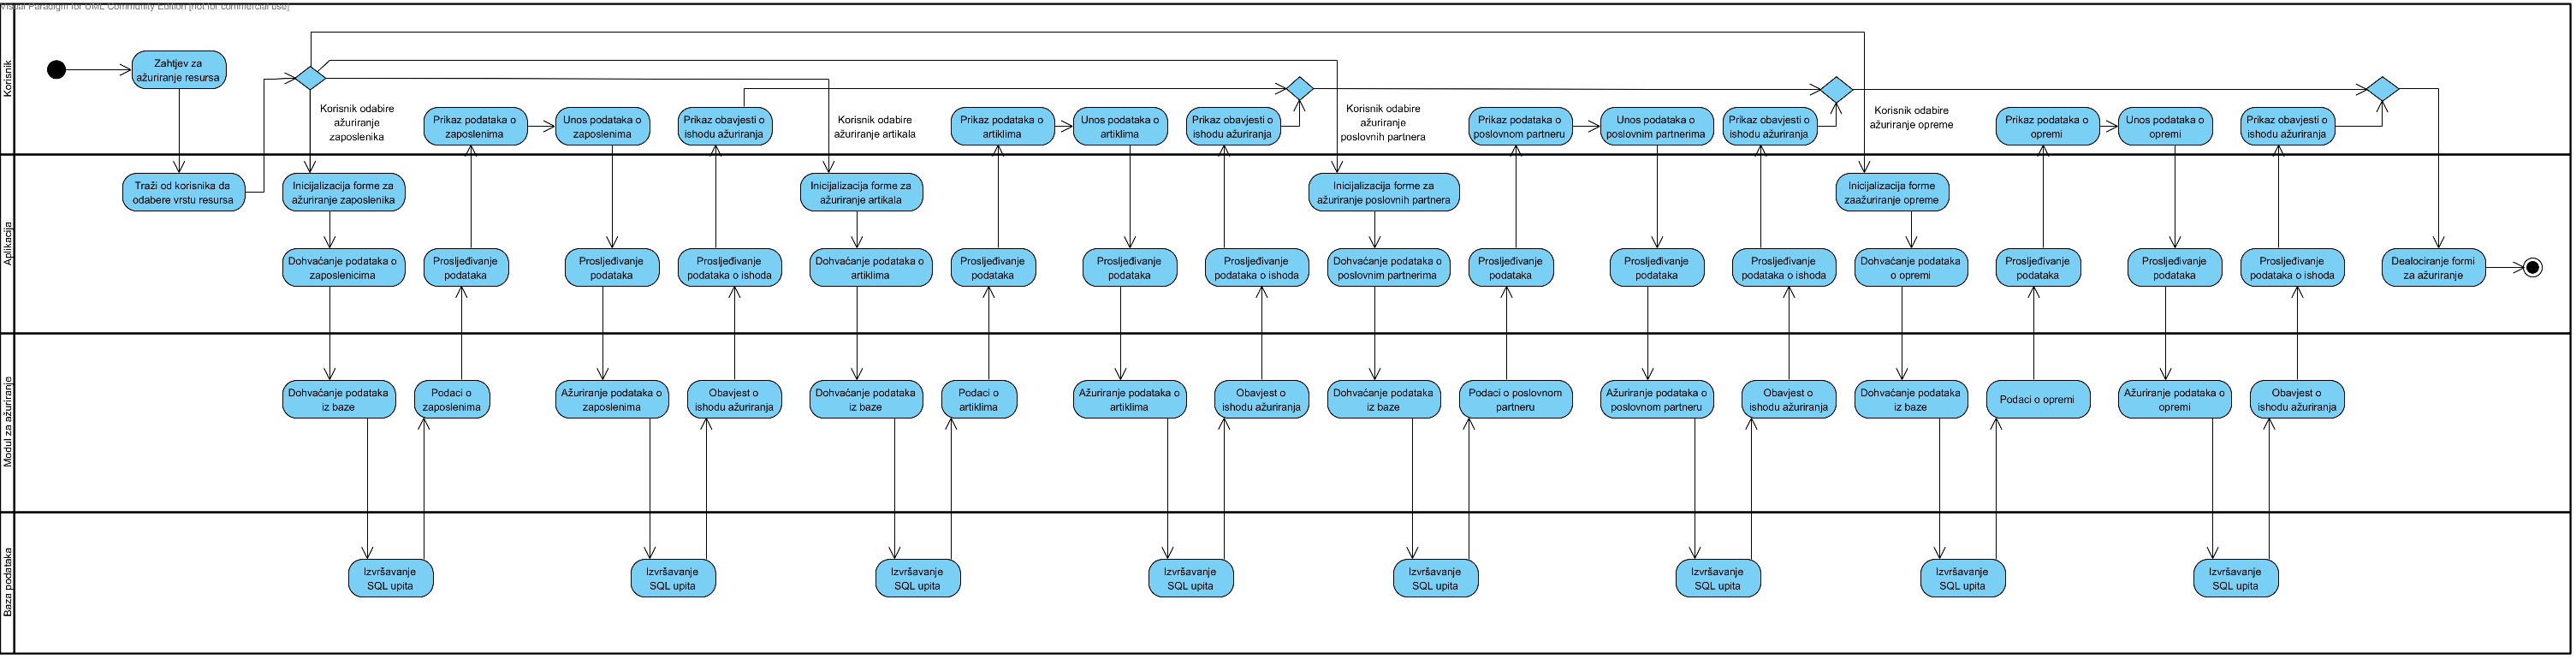 Visual Paradigm for UML Community Edition [not for commercial use]
Korisnik
Zahtjev za
ažuriranje resursa
Korisnik odabire
ažuriranje
zaposlenika
Prikaz podataka o
zaposlenima
Unos podataka o
zaposlenima
Prikaz obavjesti o
ishodu ažuriranja
Korisnik odabire
ažuriranje artikala
Prikaz podataka o
artiklima
Unos podataka o
artiklima
Prikaz obavjesti o
ishodu ažuriranja
Korisnik odabire
ažuriranje
poslovnih partnera
Prikaz podataka o
poslovnom partneru
Unos podataka o
poslovnim partnerima
Prikaz obavjesti o
ishodu ažuriranja
Korisnik odabire
ažuriranje opreme
Prikaz podataka o
opremi
Unos podataka o
opremi
Prikaz obavjesti o
ishodu ažuriranja
Aplikacija
Traži od korisnika da
odabere vrstu resursa
Inicijalizacija forme za
ažuriranje zaposlenika
Inicijalizacija forme za
ažuriranje artikala
Inicijalizacija forme za
ažuriranje poslovnih partnera
Inicijalizacija forme
zaažuriranje opreme
Dohvaćanje podataka o
zaposlenicima
Prosljeđivanje
podataka
Prosljeđivanje
podataka
Prosljeđivanje
podataka o ishoda
Dohvaćanje podataka o
artiklima
Prosljeđivanje
podataka
Prosljeđivanje
podataka
Prosljeđivanje
podataka o ishoda
Dohvaćanje podataka o
poslovnim partnerima
Prosljeđivanje
podataka
Prosljeđivanje
podataka
Prosljeđivanje
podataka o ishoda
Dohvaćanje podataka
o opremi
Prosljeđivanje
podataka
Prosljeđivanje
podataka
Prosljeđivanje
podataka o ishoda
Dealociranje formi
za ažuriranje
Modul za ažuriranje
Dohvaćanje podataka
iz baze
Podaci o
zaposlenima
Ažuriranje podataka o
zaposlenima
Obavjest o
ishodu ažuriranja
Dohvaćanje podataka
iz baze
Podaci o
artiklima
Ažuriranje podataka o
artiklima
Obavjest o
ishodu ažuriranja
Dohvaćanje podataka
iz baze
Podaci o poslovnom
partneru
Ažuriranje podataka o
poslovnom partneru
Obavjest o
ishodu ažuriranja
Dohvaćanje podataka
iz baze
Podaci o opremi
Ažuriranje podataka o
opremi
Obavjest o
ishodu ažuriranja
Baza podataka
Izvršavanje
SQL upita
Izvršavanje
SQL upita
Izvršavanje
SQL upita
Izvršavanje
SQL upita
Izvršavanje
SQL upita
Izvršavanje
SQL upita
Izvršavanje
SQL upita
Izvršavanje
SQL upita